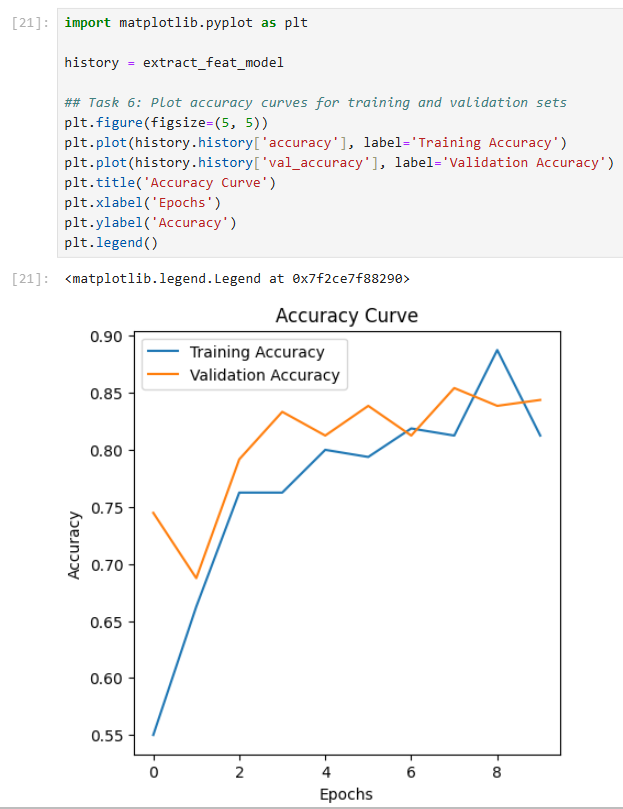 [21]: import matplotlib.pyplot as plt
history = extract_feat_model
## Task 6: Plot accuracy curves for training and validation sets
plt.figure(figsize=(5, 5))
plt.plot(history.history['accuracy'], label='Training Accuracy')
plt.plot(history.history['val_accuracy'], label='Validation Accuracy')
plt.title('Accuracy Curve')
plt.xlabel('Epochs')
plt.ylabel('Accuracy')
plt.legend()
[21]: <matplotlib.legend.Legend at 0x7f2ce7f88290>
Accuracy Curve
Training Accuracy
Validation Accuracy
0.90
0.85
0.80
0.75
0.70
0.65
0.60
0.55
Accuracy
0 2 4 6 8
Epochs